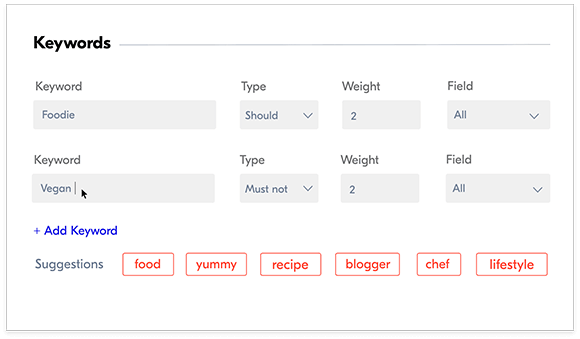 Keywords
Keyword Type Weight Field
Foodie Should 2 All
Keyword Type Weight Field
Vegan Must not 2 All
+ Add Keyword
Suggestions food yummy recipe blogger chef lifestyle